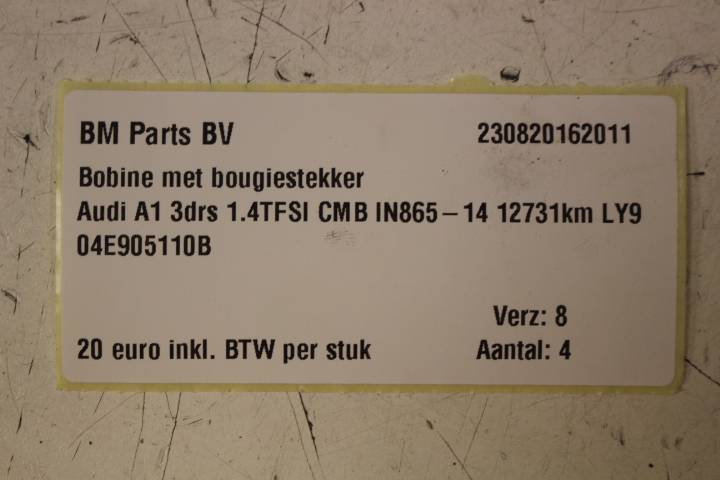 BM Parts BV 230820162011
Bobine met bougiestekker
Audi A1 3drs 1.4TFSI CMB IN865-14 12731km LY9
04E905110B
Verz: 8
20 euro inkl. BTW per stuk Aantal: 4